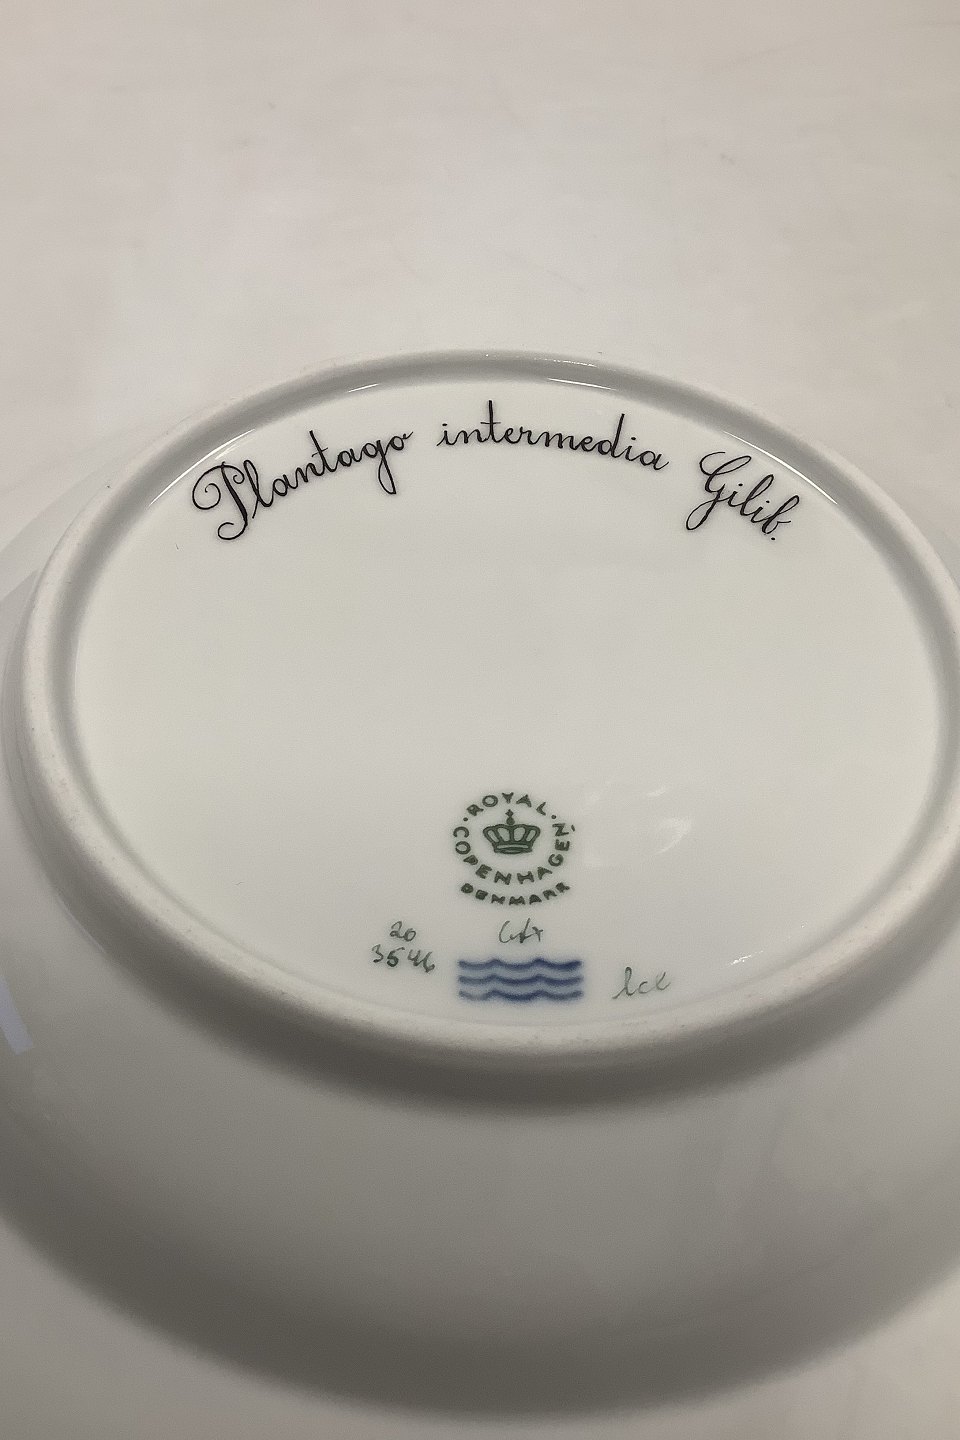 Plantago intermedia Gilib.
ROYAL.
COPENHAGEN.
DENMARK
20
3546